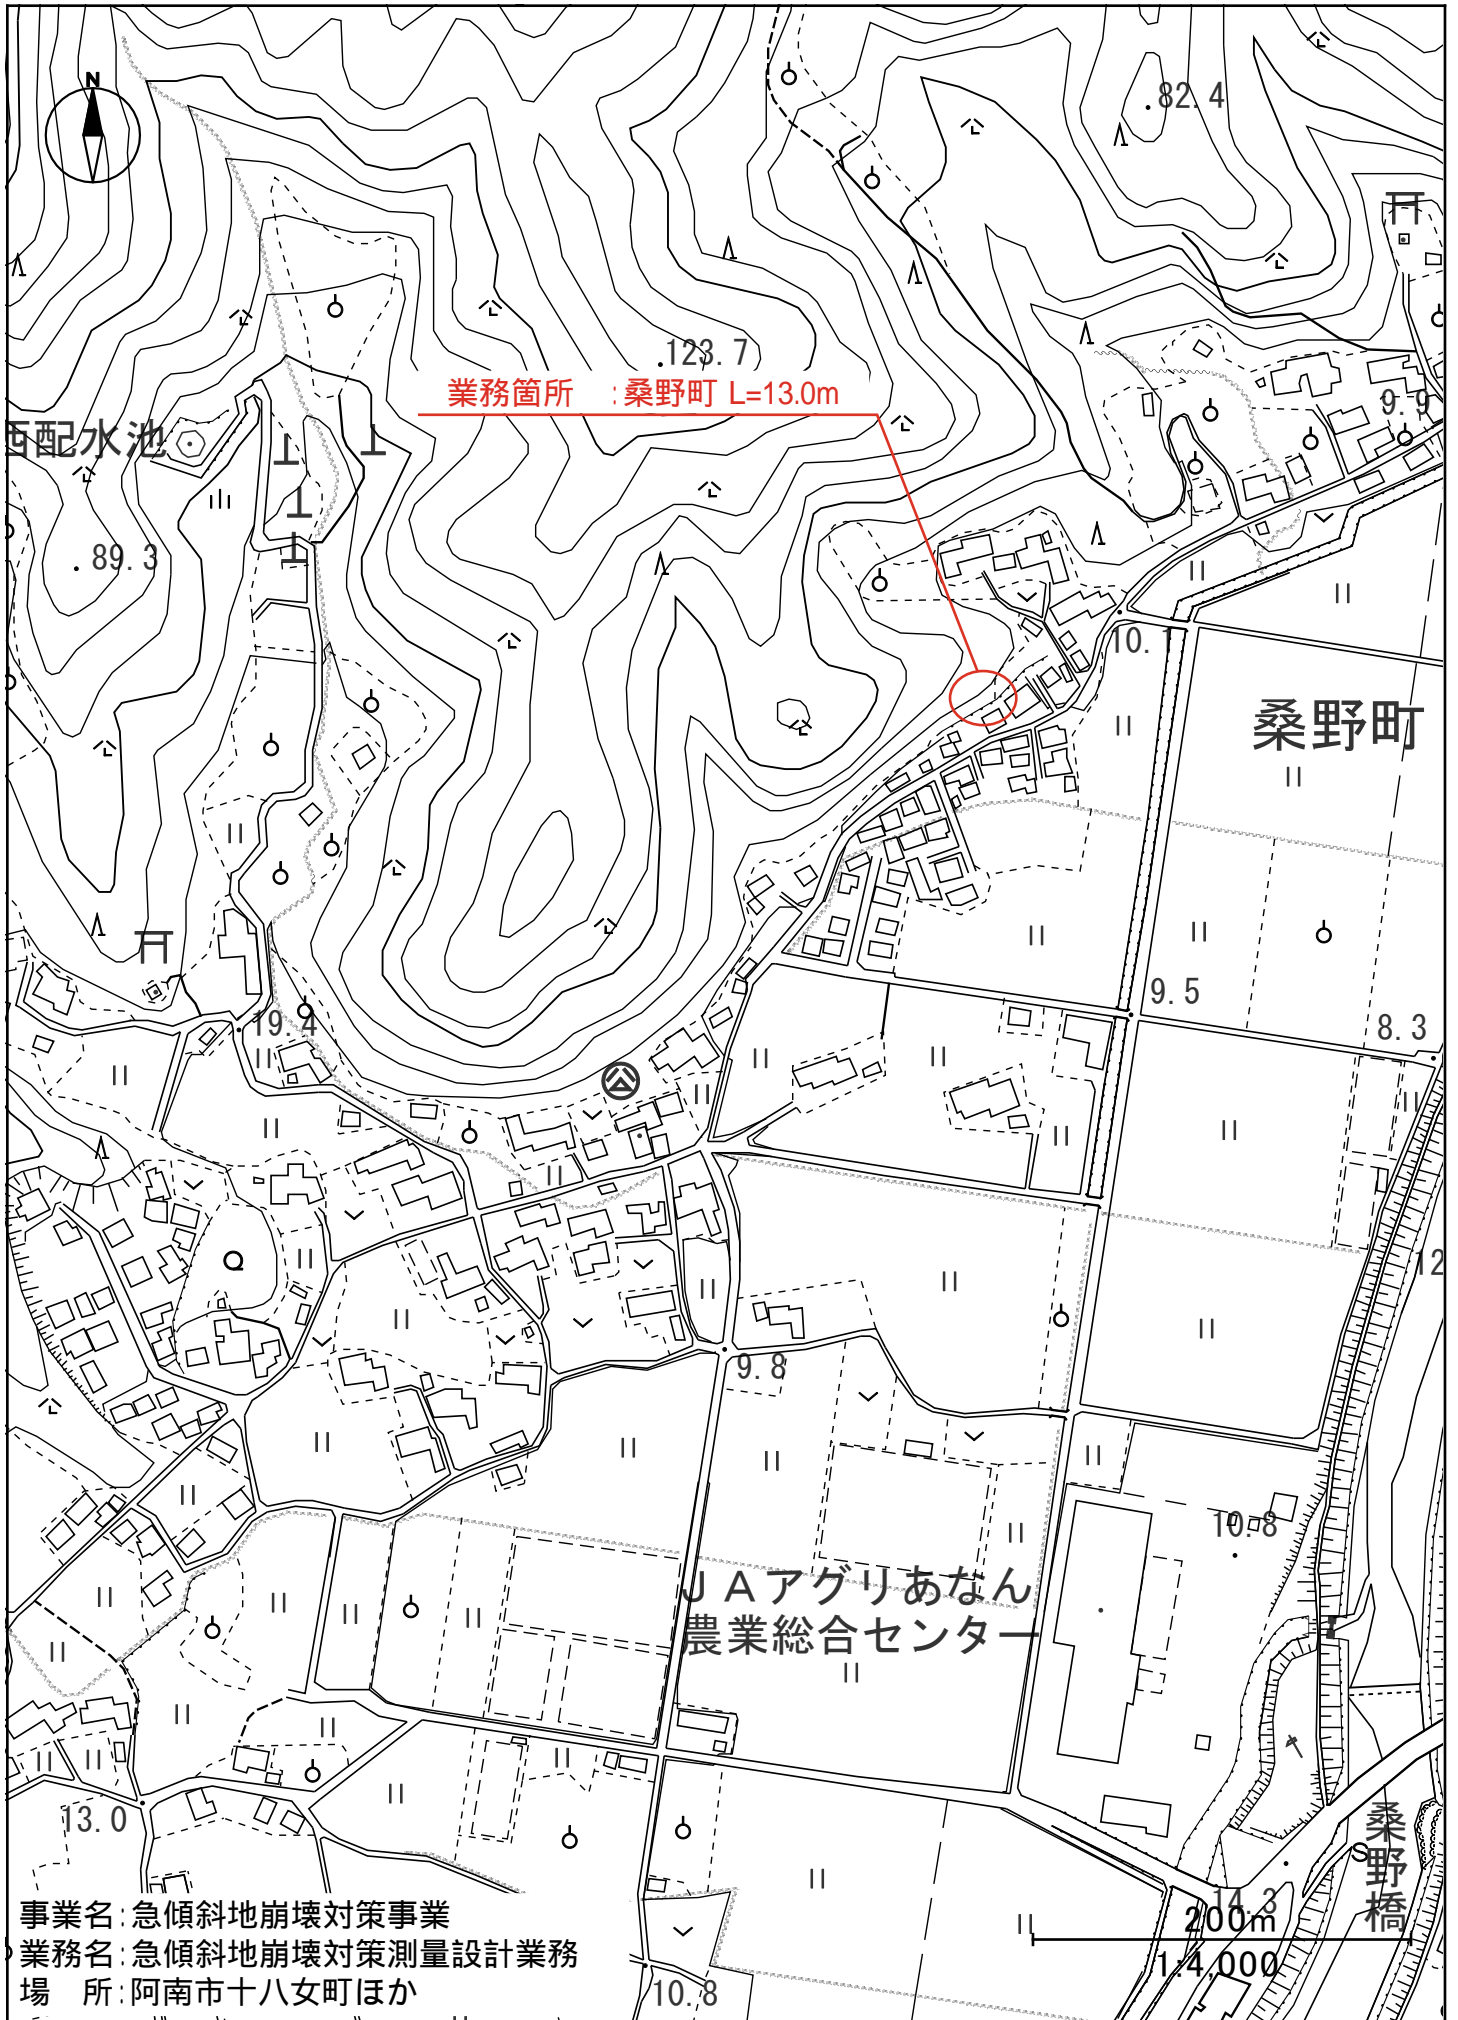 N
82.4
123.7
業務箇所　:桑野町 L=13.0m
9.9
西配水池
89.3
10.1
桑野町
9.5
8.3
19.4
公
12
9.8
10.8
JAアグリあなん
農業総合センター
13.0
桑野橋
14.3
200m
1:4,000
10.8
事業名:急傾斜地崩壊対策事業
業務名:急傾斜地崩壊対策測量設計業務
場　所:阿南市十八女町ほか